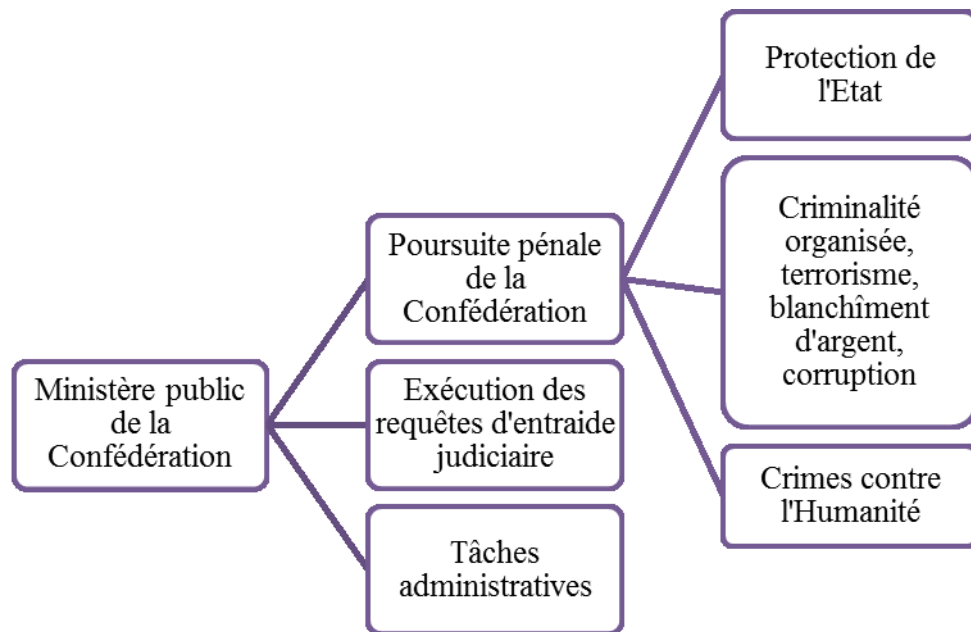 Ministère public
de la
Confédération
Poursuite pénale
de la
Confédération
Exécution des
requêtes d'entraide
judiciaire
Tâches
administratives
Protection de
l'Etat
Criminalité
organisée,
terrorisme,
blanchîment
d'argent,
corruption
Crimes contre
l'Humanité